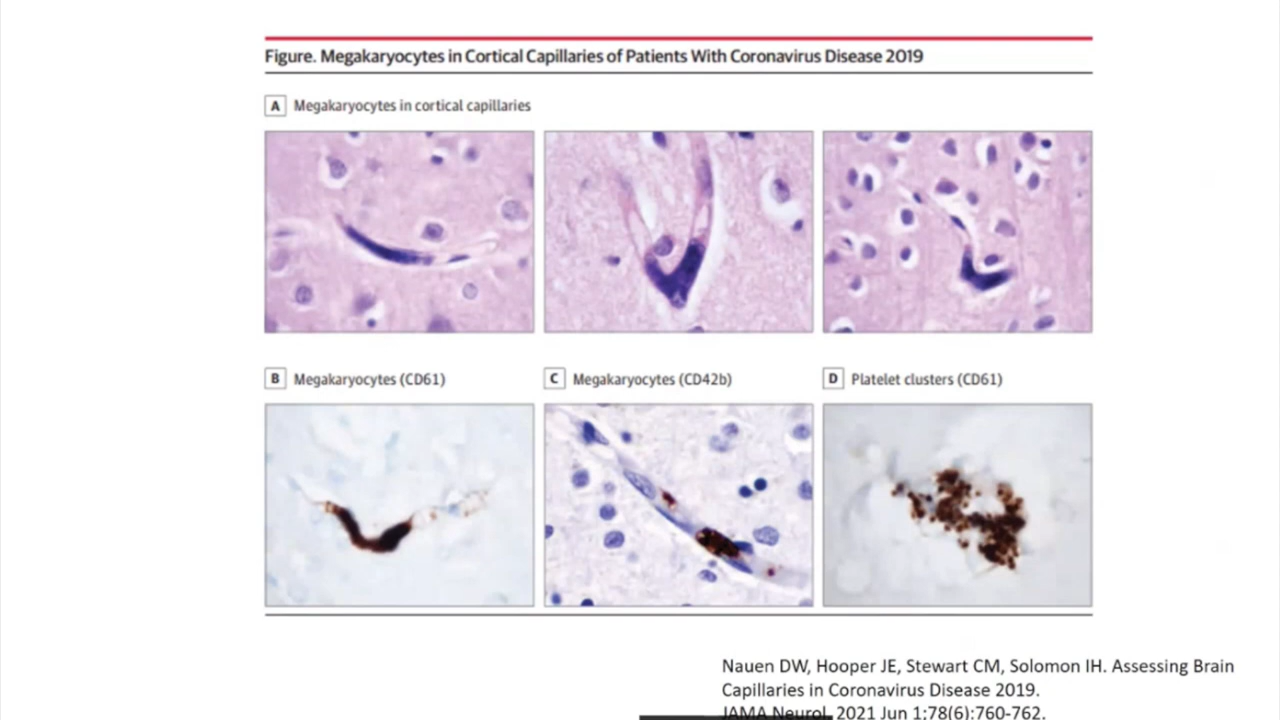 Figure. Megakaryocytes in Cortical Capillaries of Patients With Coronavirus Disease 2019
A Megakaryocytes in cortical capillaries
B Megakaryocytes (CD61)
C Megakaryocytes (CD42b)
D Platelet clusters (CD61)
Nauen DW, Hooper JE, Stewart CM, Solomon IH. Assessing Brain
Capillaries in Coronavirus Disease 2019.
JAMA Neurol. 2021 Jun 1;78(6):760-762.